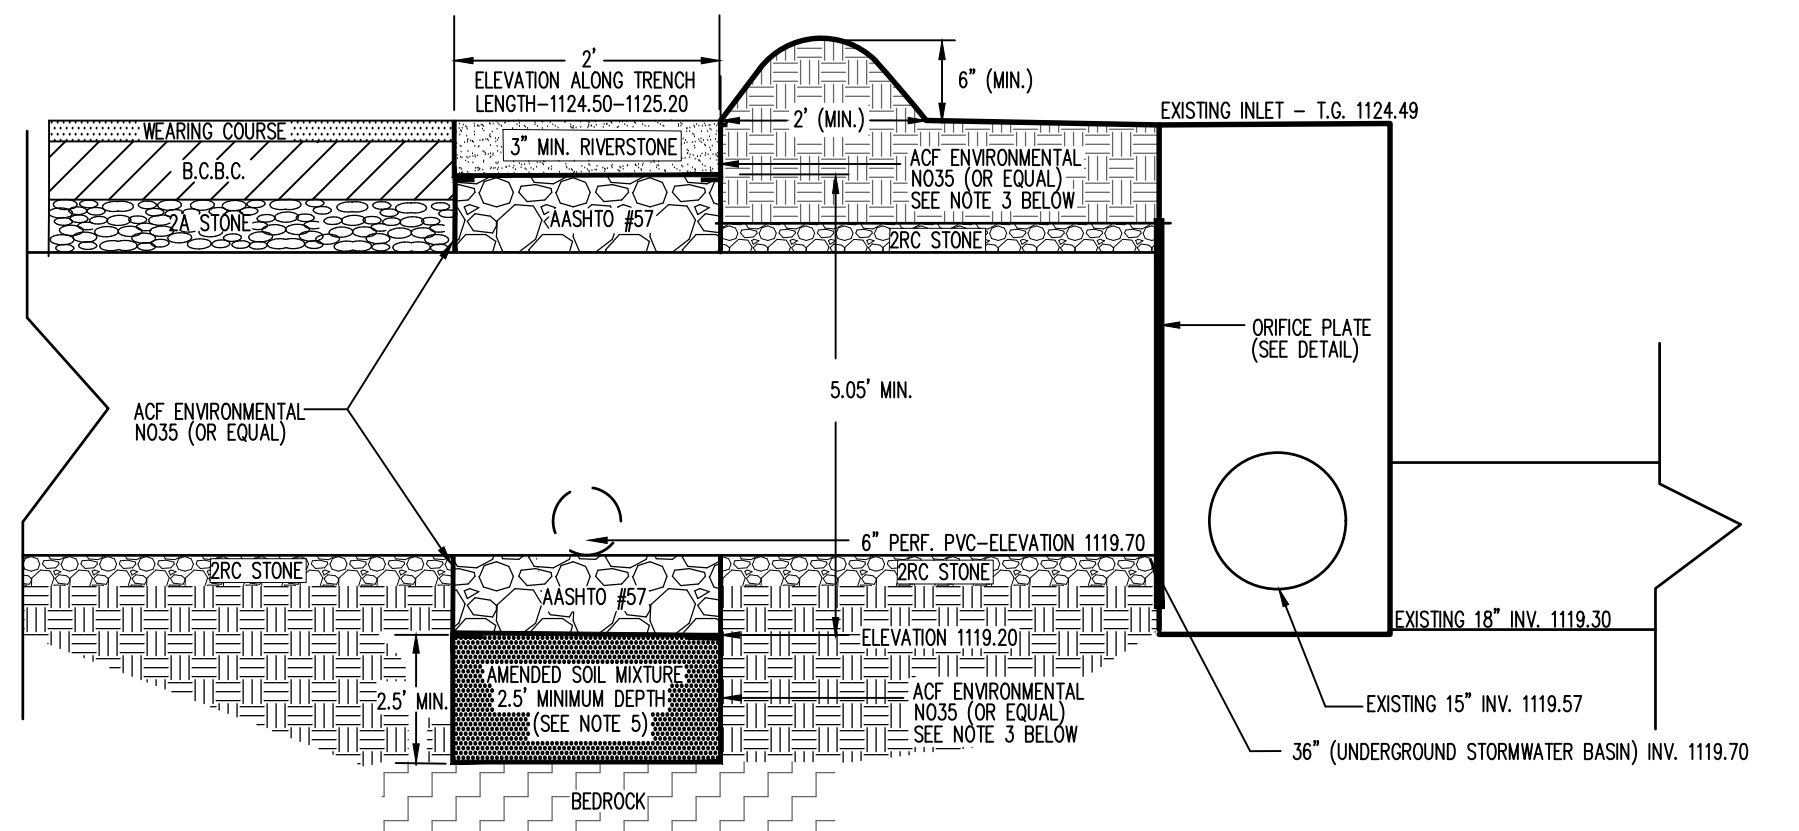 2'
ELEVATION ALONG TRENCH
LENGTH-1124.50-1125.20
6" (MIN.)
2' (MIN.)
EXISTING INLET - T.G. 1124.49
WEARING COURSE
3" MIN. RIVERSTONE
B.C.B.C.
ACF ENVIRONMENTAL
NO35 (OR EQUAL)
SEE NOTE 3 BELOW
2A STONE
AASHTO #57
2RC STONE
ORIFICE PLATE
(SEE DETAIL)
5.05' MIN.
ACF ENVIRONMENTAL
NO35 (OR EQUAL)
6" PERF. PVC-ELEVATION 1119.70
2RC STONE
2RC STONE
AASHTO #57
EXISTING 18" INV. 1119.30
ELEVATION 1119.20
AMENDED SOIL MIXTURE
2.5' MINIMUM DEPTH
(SEE NOTE 5)
2.5' MIN.
ACF ENVIRONMENTAL
NO35 (OR EQUAL)
SEE NOTE 3 BELOW
EXISTING 15" INV. 1119.57
36" (UNDERGROUND STORMWATER BASIN) INV. 1119.70
BEDROCK